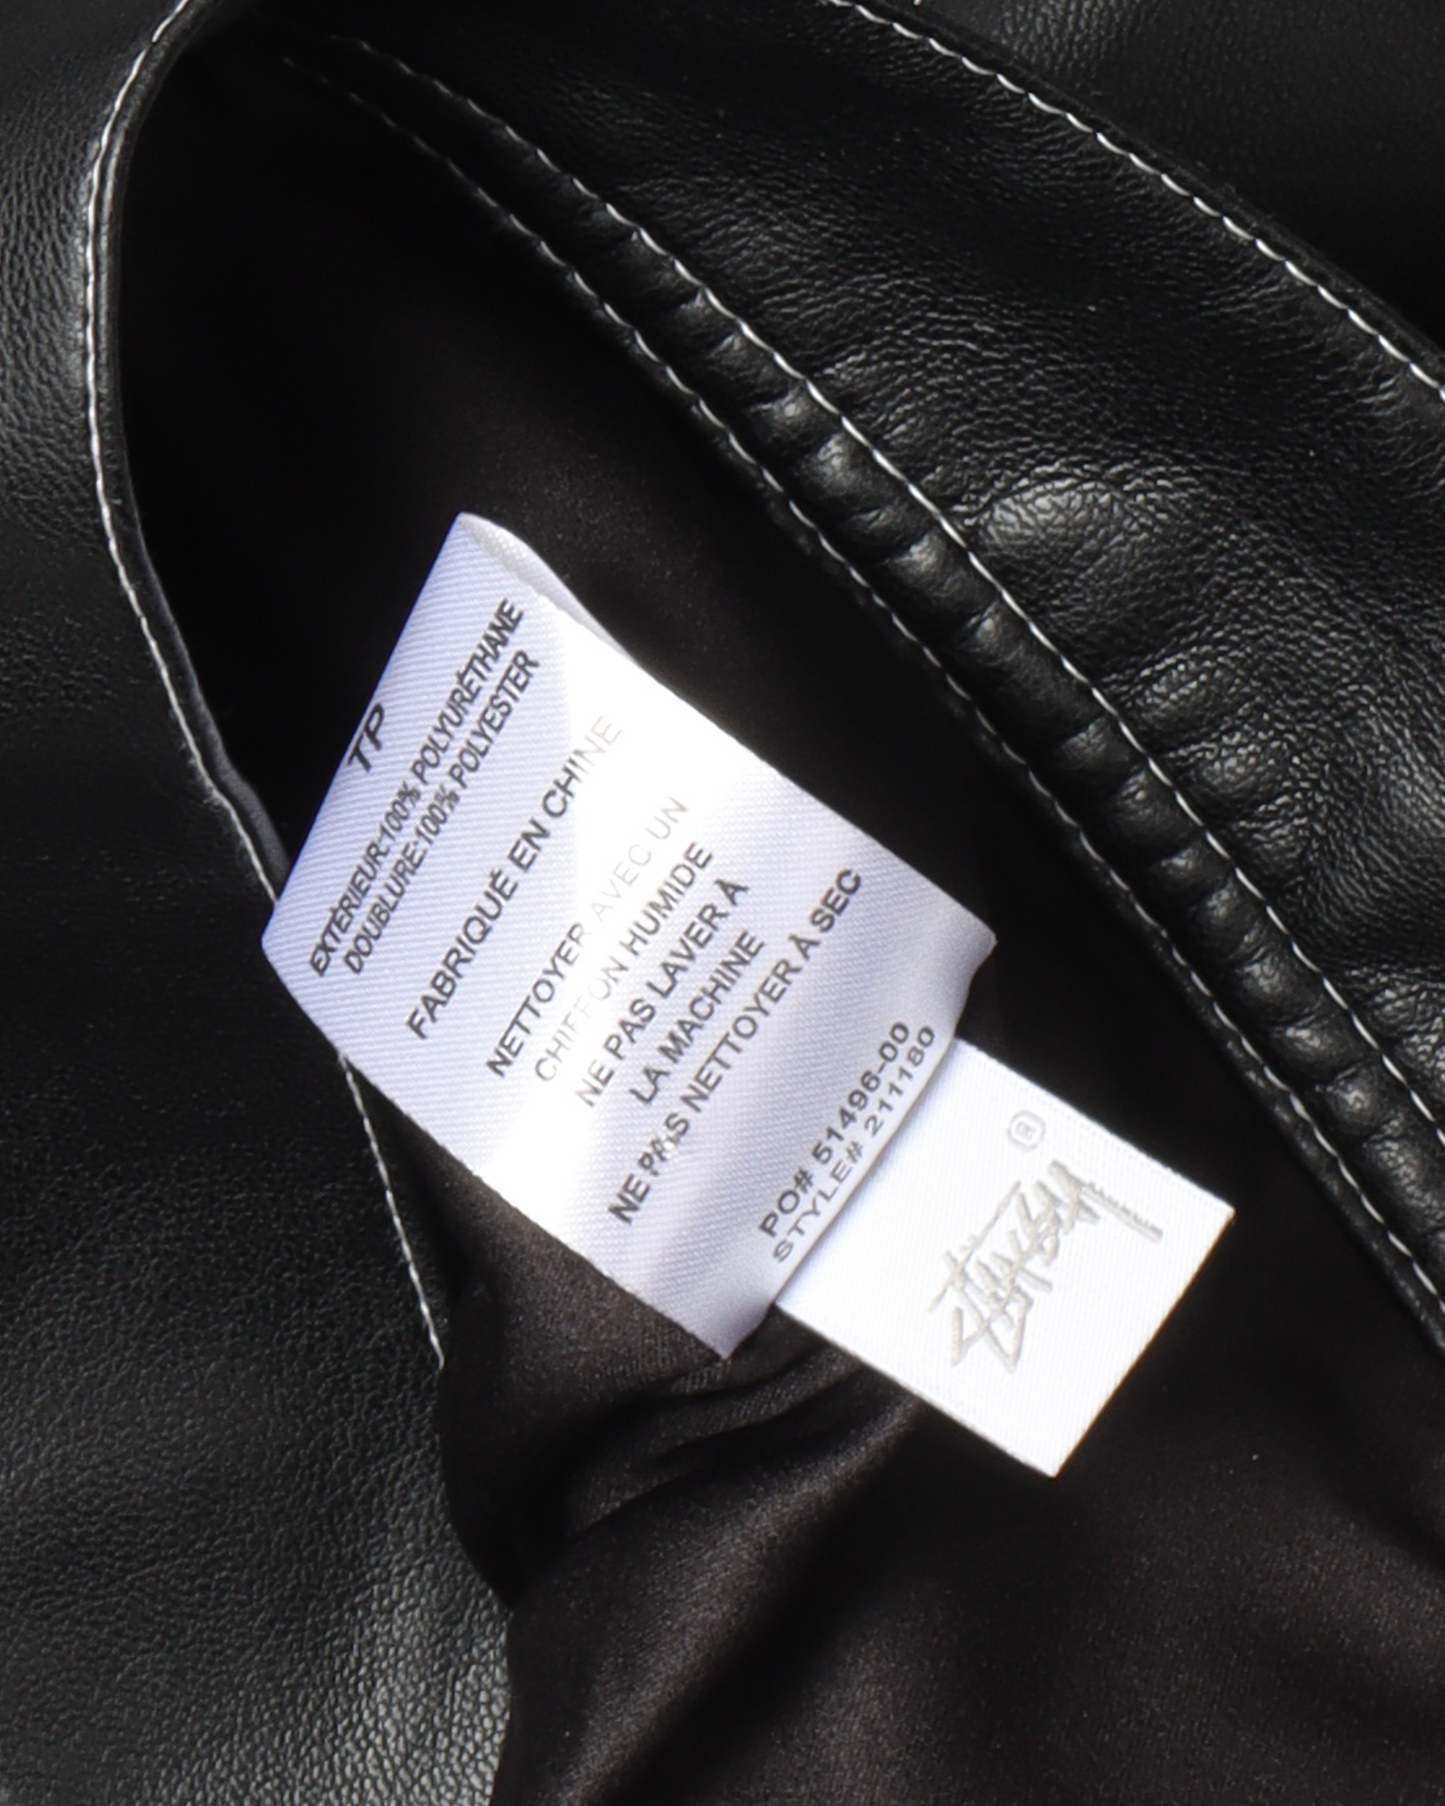 TP
EXTÉRIEUR:100% POLYURÉTHANE
DOUBLURE:100% POLYESTER
FABRIQUÉ EN CHINE
NETTOYER AVEC UN
CHIFFON HUMIDE
NE PAS LAVER À
LA MACHINE
NE PAS NETTOYER À SEC
PO# 51496-00
STYLE# 211180
Stüssy
®